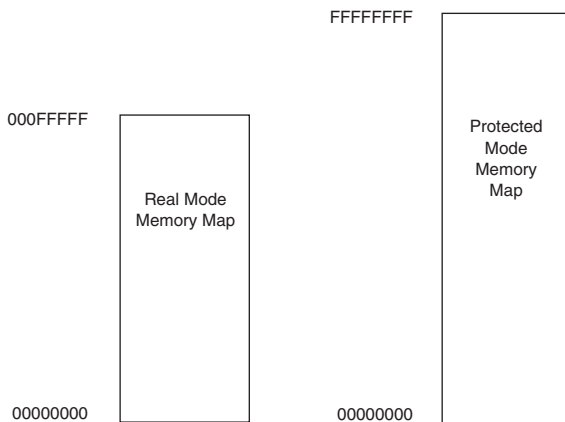 FFFFFFFF
000FFFFF
Real Mode
Memory Map
Protected
Mode
Memory
Map
00000000
00000000